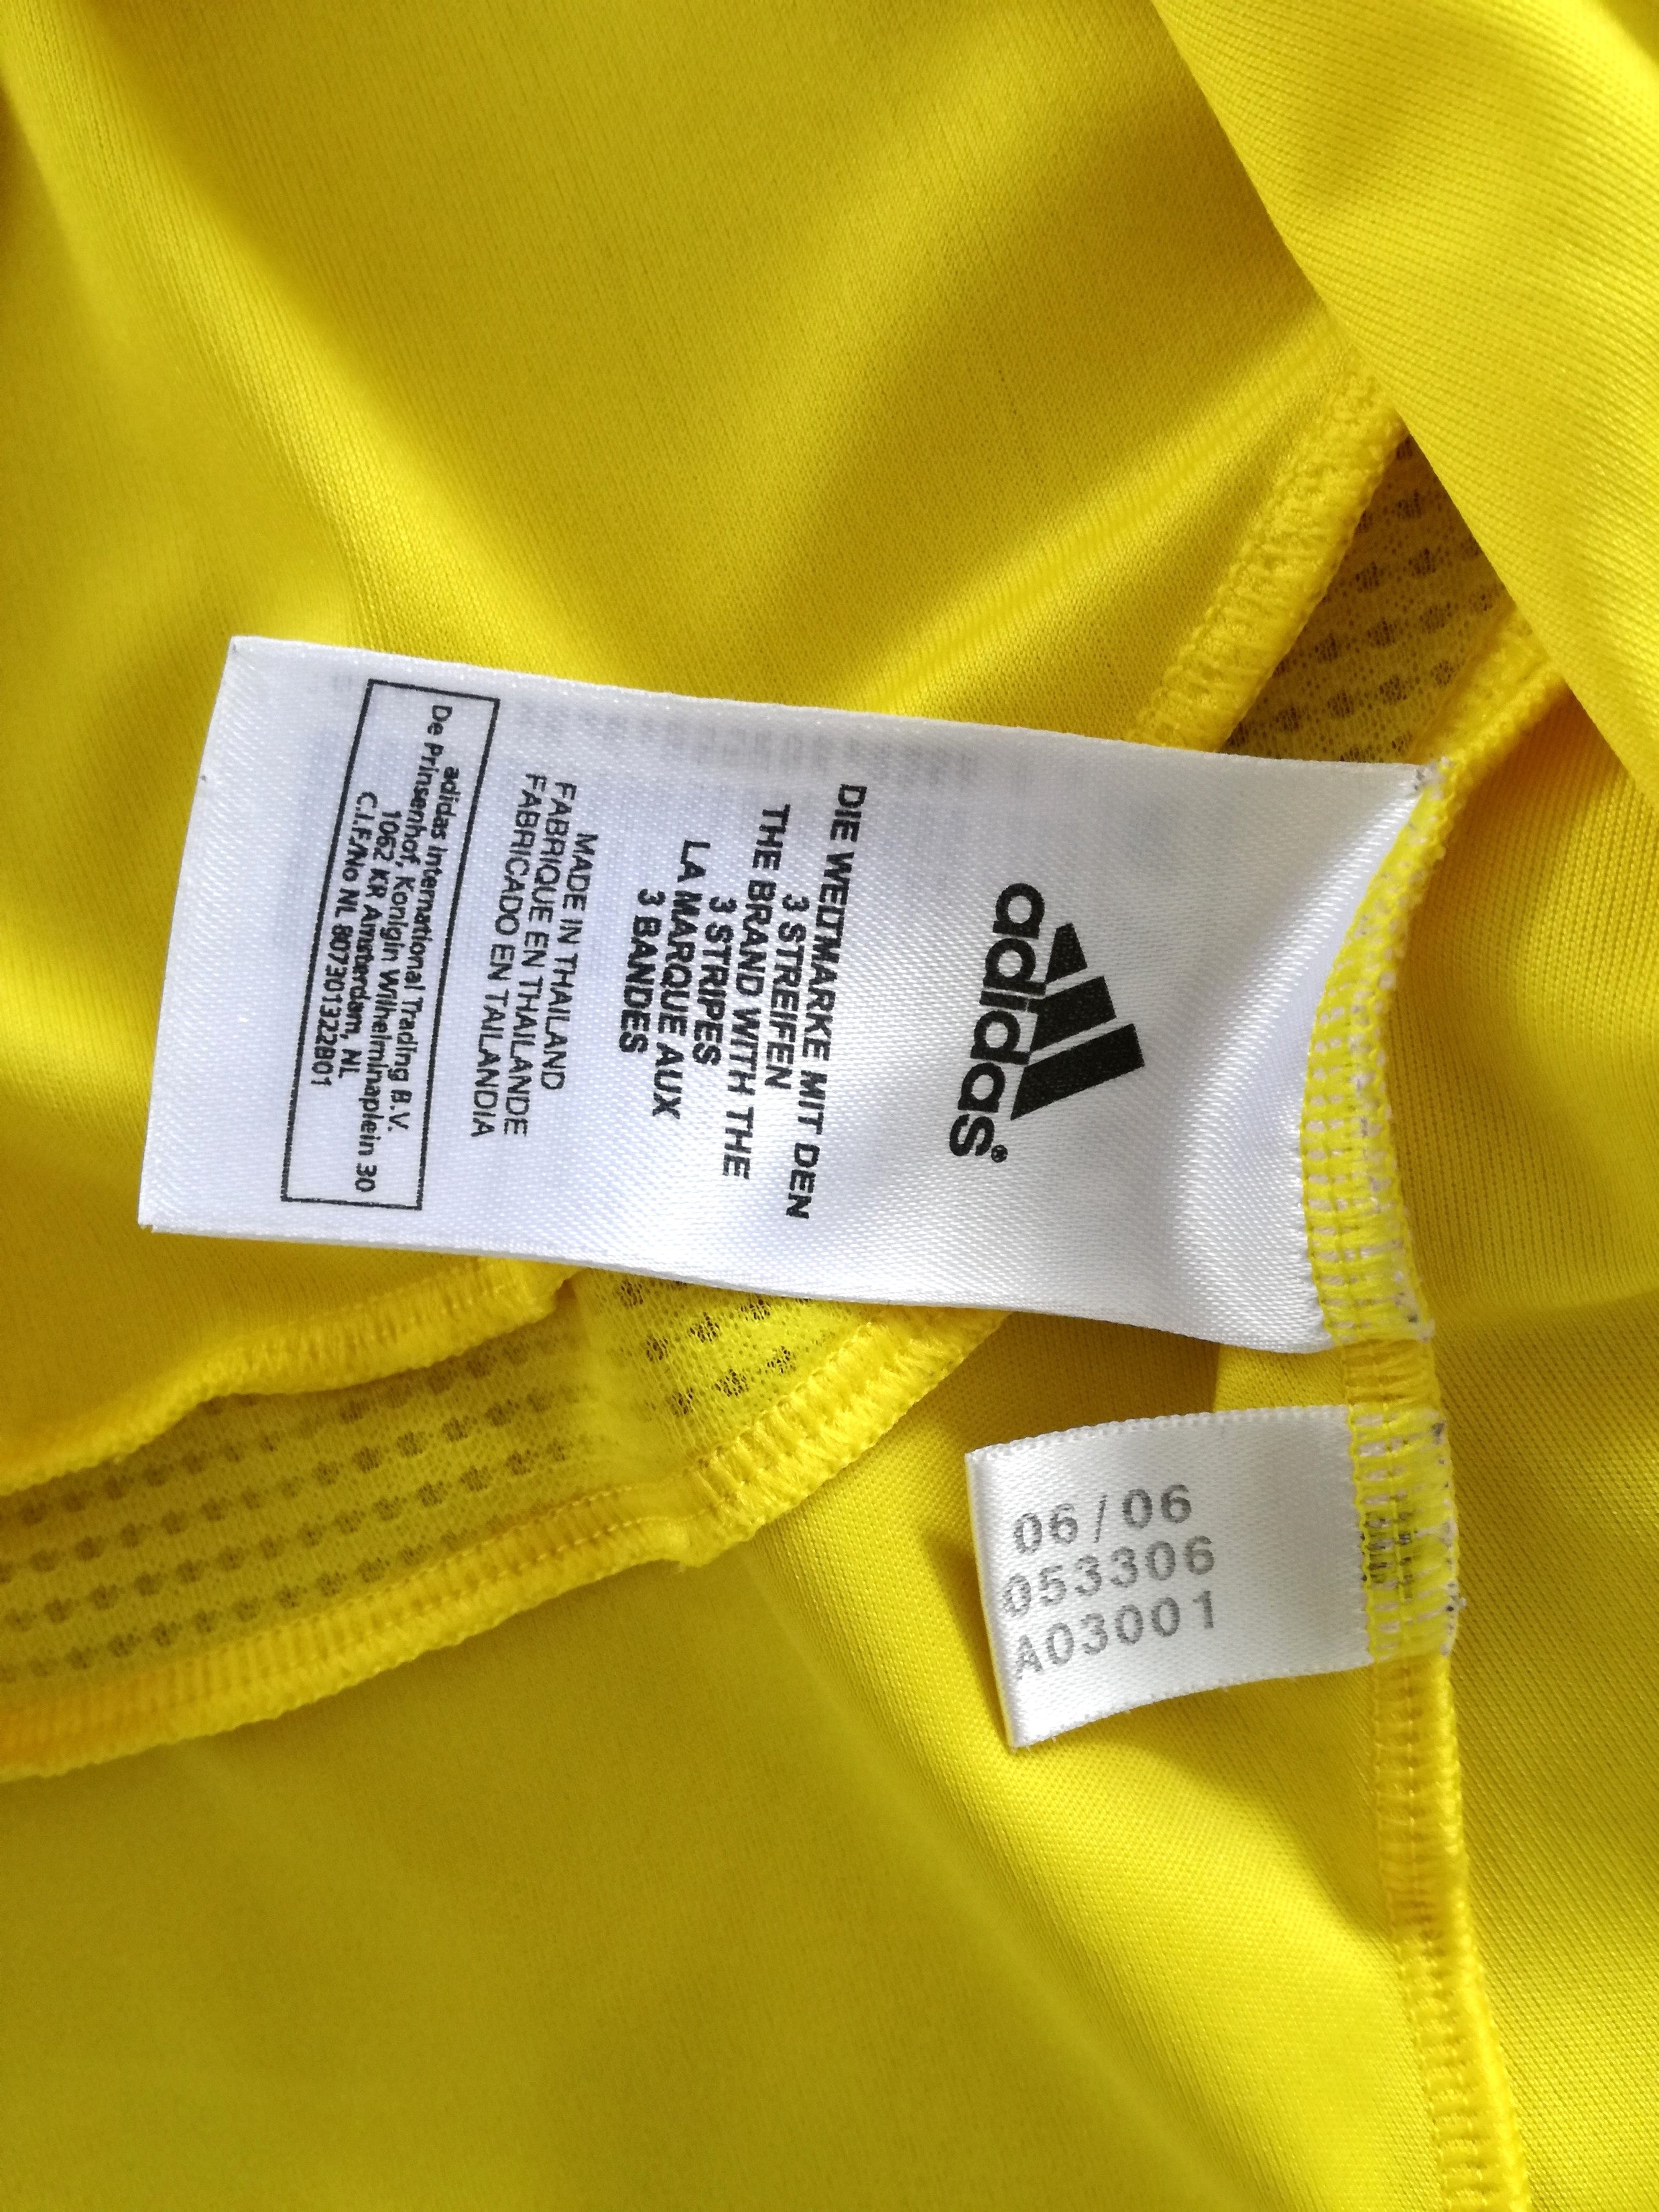 adidas®
DIE WELTMARKE MIT DEN
3 STREIFEN
THE BRAND WITH THE
3 STRIPES
LA MARQUE AUX
3 BANDES
MADE IN THAILAND
FABRIQUE EN THAILANDE
FABRICADO EN TAILANDIA
adidas International Trading B.V.
De Prinsenhof, Konigin Wilhelminaplein 30
1062 KR Amsterdam, NL
C.I.F./No NL 807301322B01
06/06
053306
A03001